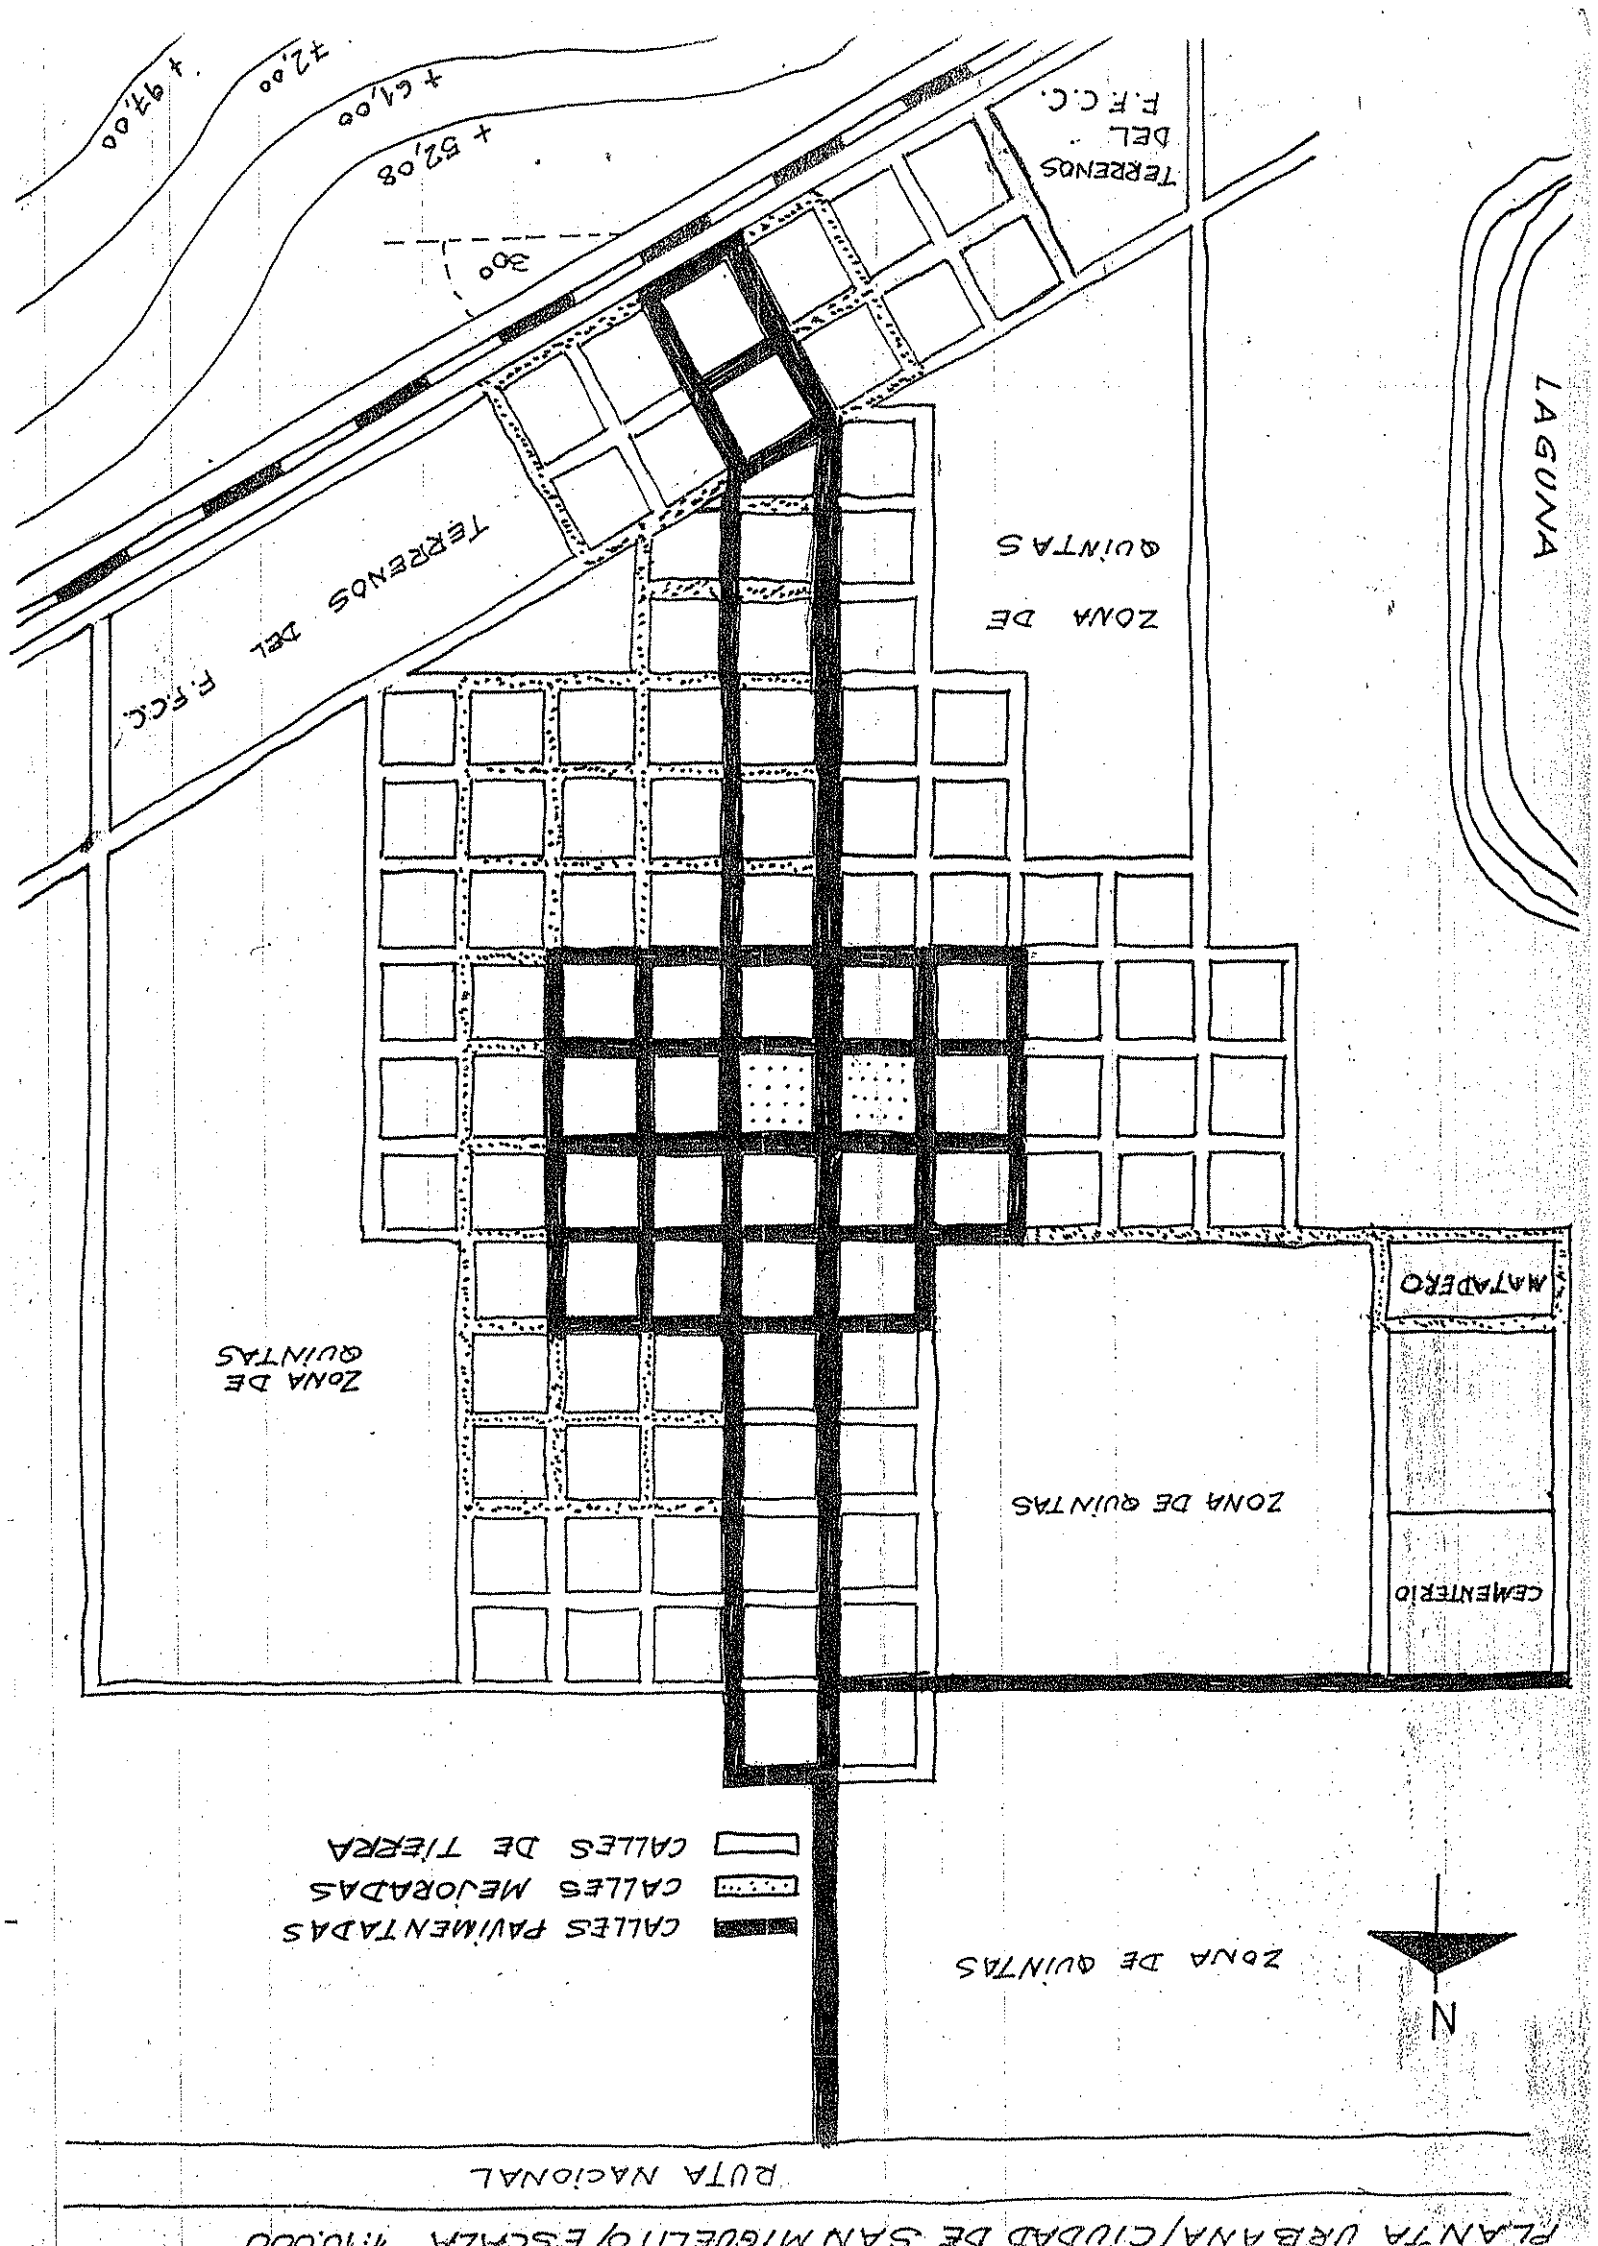 PLANTA URBANA/CIUDAD DE SAN MIGUELITO/ESCALA 1:10.000
RUTA NACIONAL
N
ZONA DE QUINTAS
CALLES PAVIMENTADAS
CALLES MEJORADAS
CALLES DE TIERRA
CEMENTERIO
ZONA DE QUINTAS
MATADERO
ZONA DE
QUINTAS
ZONA DE
QUINTAS
LAGUNA
TERRENOS DEL F.F.C.C.
TERRENOS
DEL
F.F.C.C.
30°
+ 52,08
+ 61,00
72,00
+ 97,00